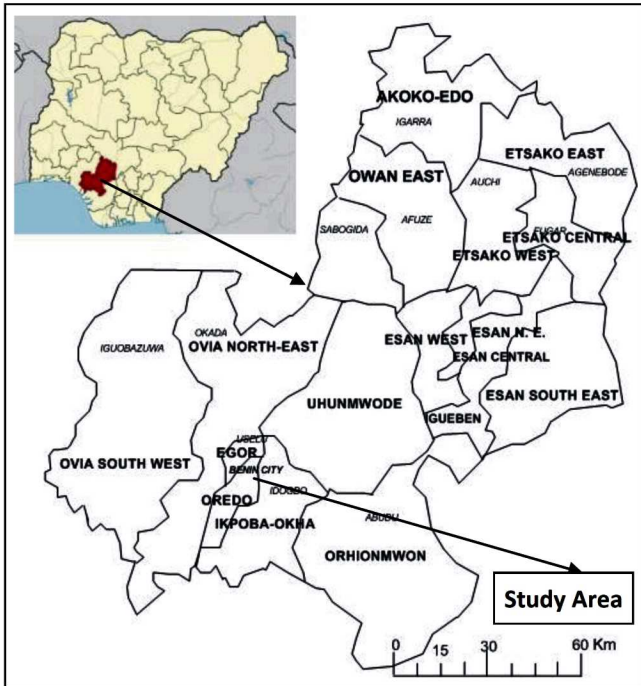 AKOKO-EDO
IGARRA
ETSAKO EAST
OWAN EAST
AUCHI
AGENEBODE
SABOGIDA
AFUZE
FUGAR
ETSAKO CENTRAL
ETSAKO WEST
OKADA
IGUOBAZUWA
OVIA NORTH-EAST
ESAN WEST
ESAN N. E.
ESAN CENTRAL
ESAN SOUTH EAST
UHUNMWODE
IGUEBEN
USELU
EGOR
OVIA SOUTH WEST
BENIN CITY
IDOGBO
OREDO
IKPOBA-OKHA
ABUDU
ORHIONMWON
Study Area
0 15 30 60 Km